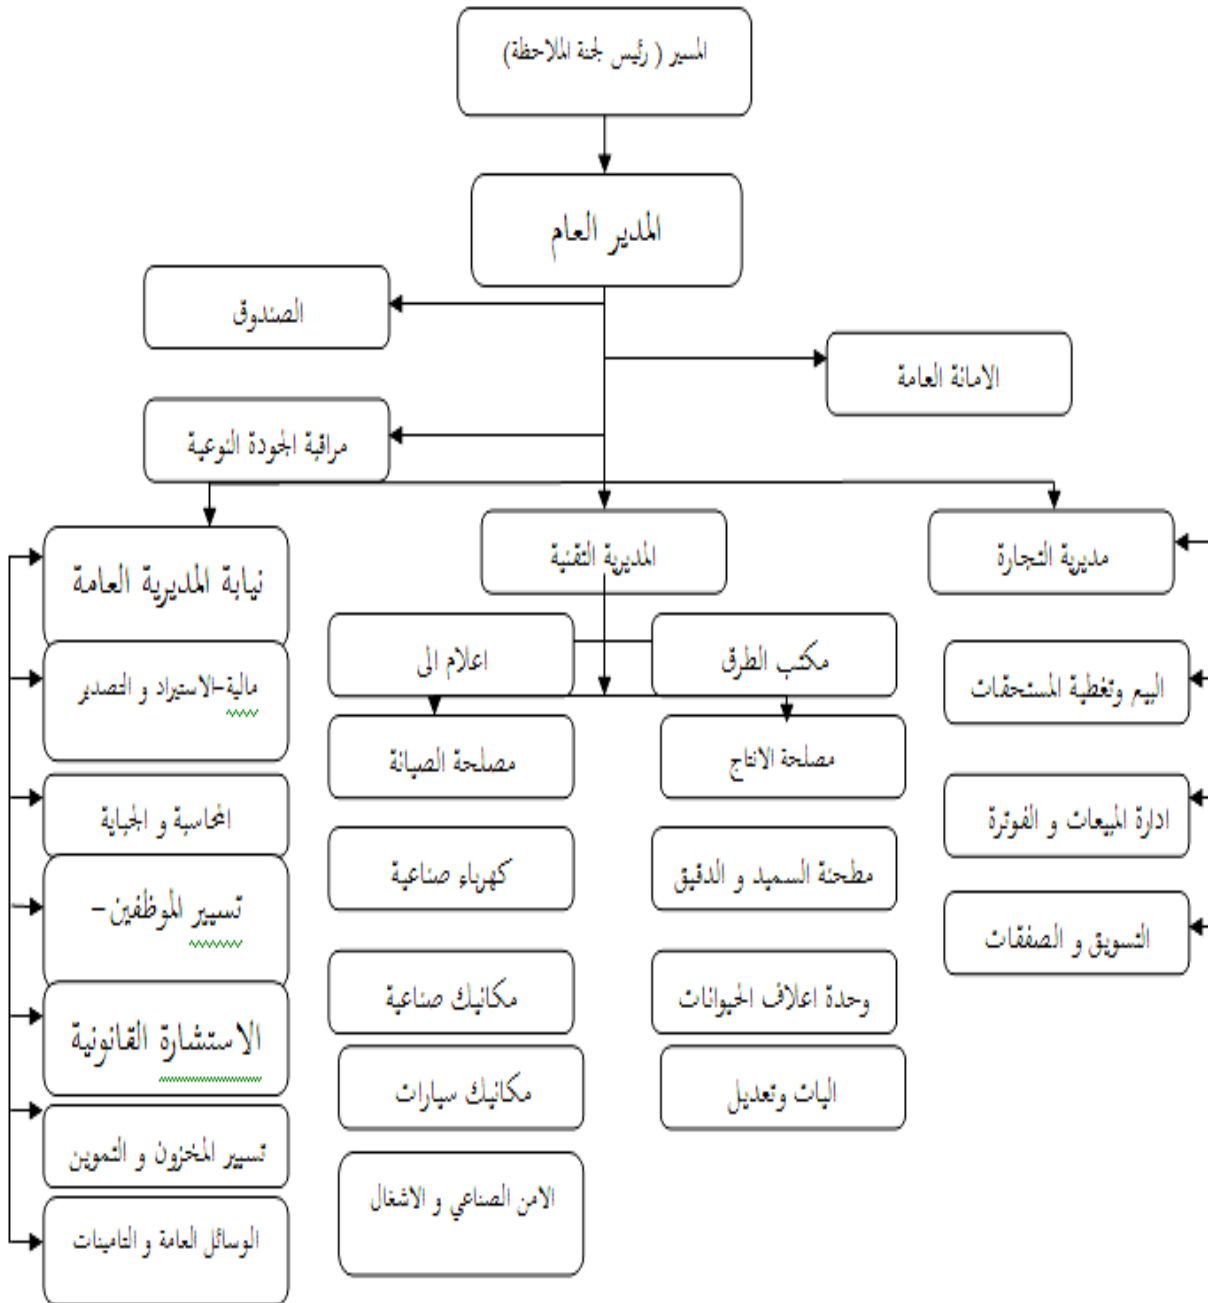 المسير ( رئيس لجنة الملاحظة)
المدير العام
الصندوق
الامانة العامة
مراقبة الجودة النوعية
مديرية التجارة
المديرية التقنية
نيابة المديرية العامة
مكتب الطرق
اعلام الى
البيع وتغطية المستحقات
مالية-الاستيراد و التصدير
مصلحة الانتاج
مصلحة الصيانة
ادارة المبيعات و الفوترة
المحاسبة و الجباية
مطحنة السميد و الدقيق
كهرباء صناعية
التسويق و الصفقات
تسيير الموظفين-
وحدة اعلاف الحيوانات
مكانيك صناعية
الاستشارة القانونية
اليات وتعديل
مكانيك سيارات
تسيير المخزون و التموين
الامن الصناعي و الاشغال
الوسائل العامة و التامينات